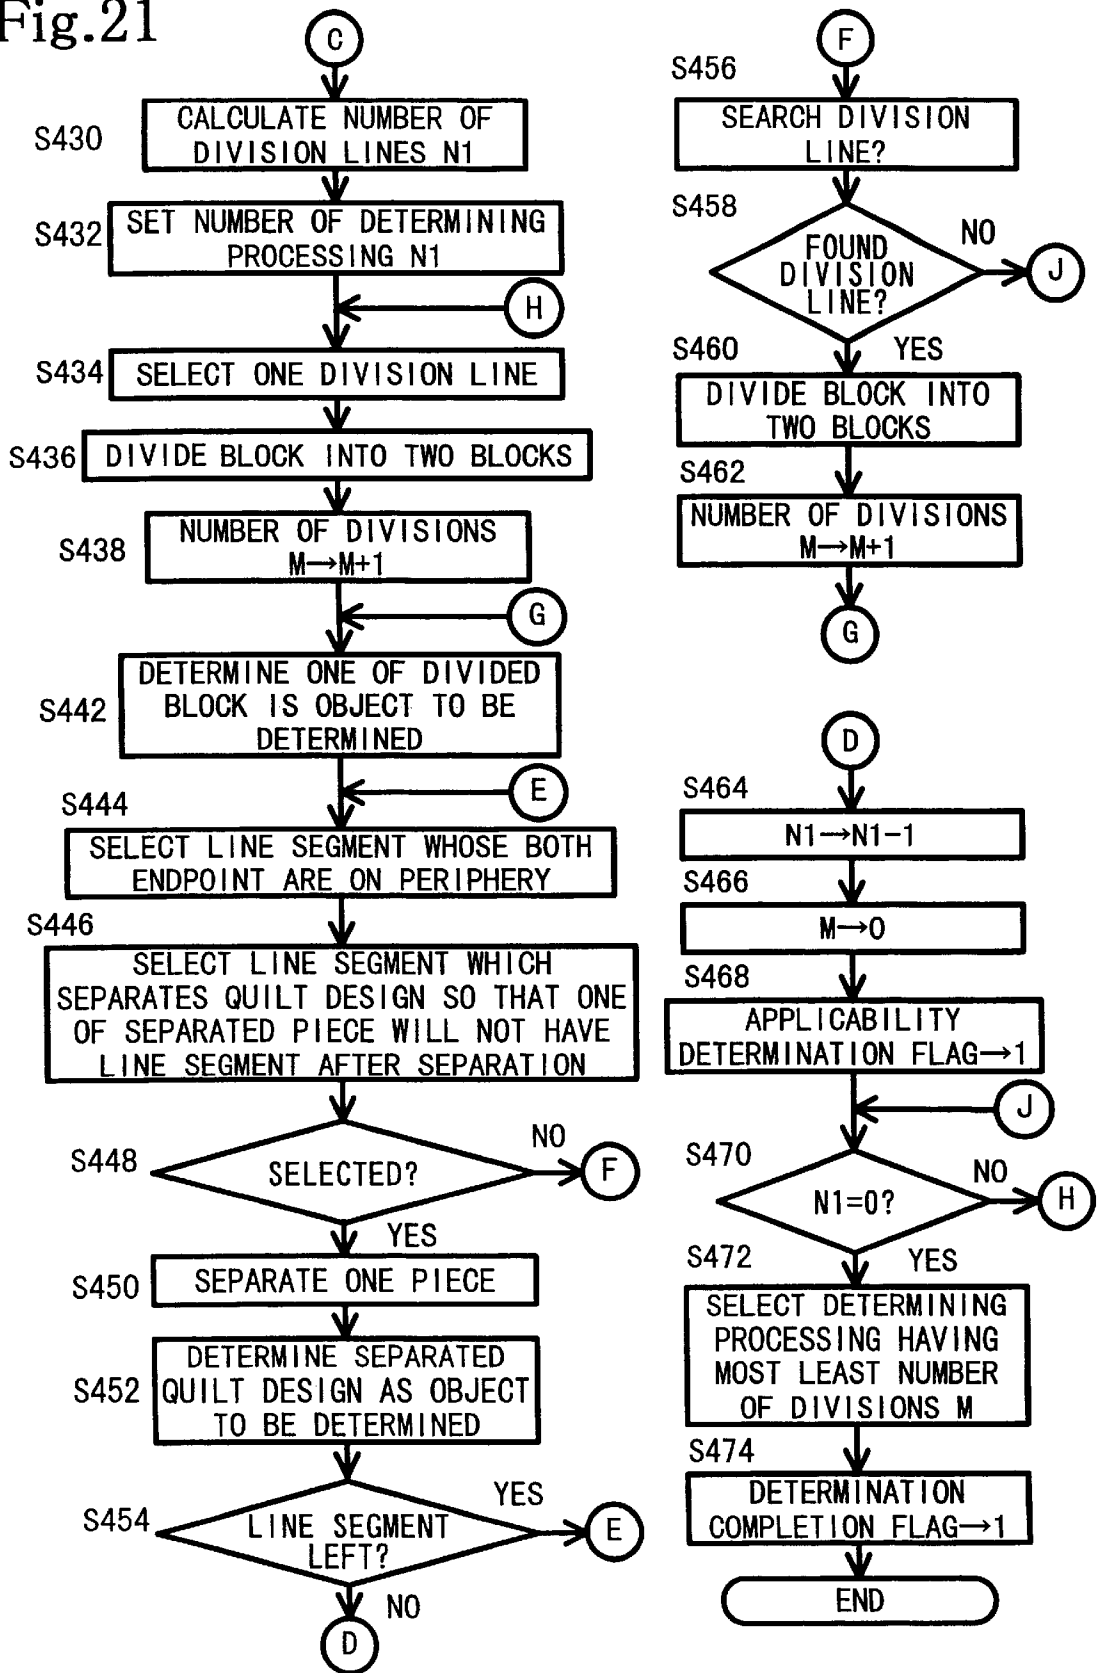 Fig.21
C
S430
CALCULATE NUMBER OF
DIVISION LINES N1
S432
SET NUMBER OF DETERMINING
PROCESSING N1
H
S434
SELECT ONE DIVISION LINE
S436
DIVIDE BLOCK INTO TWO BLOCKS
S438
NUMBER OF DIVISIONS
M→M+1
G
S442
DETERMINE ONE OF DIVIDED
BLOCK IS OBJECT TO BE
DETERMINED
E
S444
SELECT LINE SEGMENT WHOSE BOTH
ENDPOINT ARE ON PERIPHERY
S446
SELECT LINE SEGMENT WHICH
SEPARATES QUILT DESIGN SO THAT ONE
OF SEPARATED PIECE WILL NOT HAVE
LINE SEGMENT AFTER SEPARATION
S448
SELECTED?
NO
F
YES
S450
SEPARATE ONE PIECE
S452
DETERMINE SEPARATED
QUILT DESIGN AS OBJECT
TO BE DETERMINED
S454
LINE SEGMENT
LEFT?
YES
E
NO
D
F
S456
SEARCH DIVISION
LINE?
S458
FOUND
DIVISION
LINE?
NO
J
S460
YES
DIVIDE BLOCK INTO
TWO BLOCKS
S462
NUMBER OF DIVISIONS
M→M+1
G
D
S464
N1→N1-1
S466
M→0
S468
APPLICABILITY
DETERMINATION FLAG→1
J
S470
N1=0?
NO
H
S472
YES
SELECT DETERMINING
PROCESSING HAVING
MOST LEAST NUMBER
OF DIVISIONS M
S474
DETERMINATION
COMPLETION FLAG→1
END